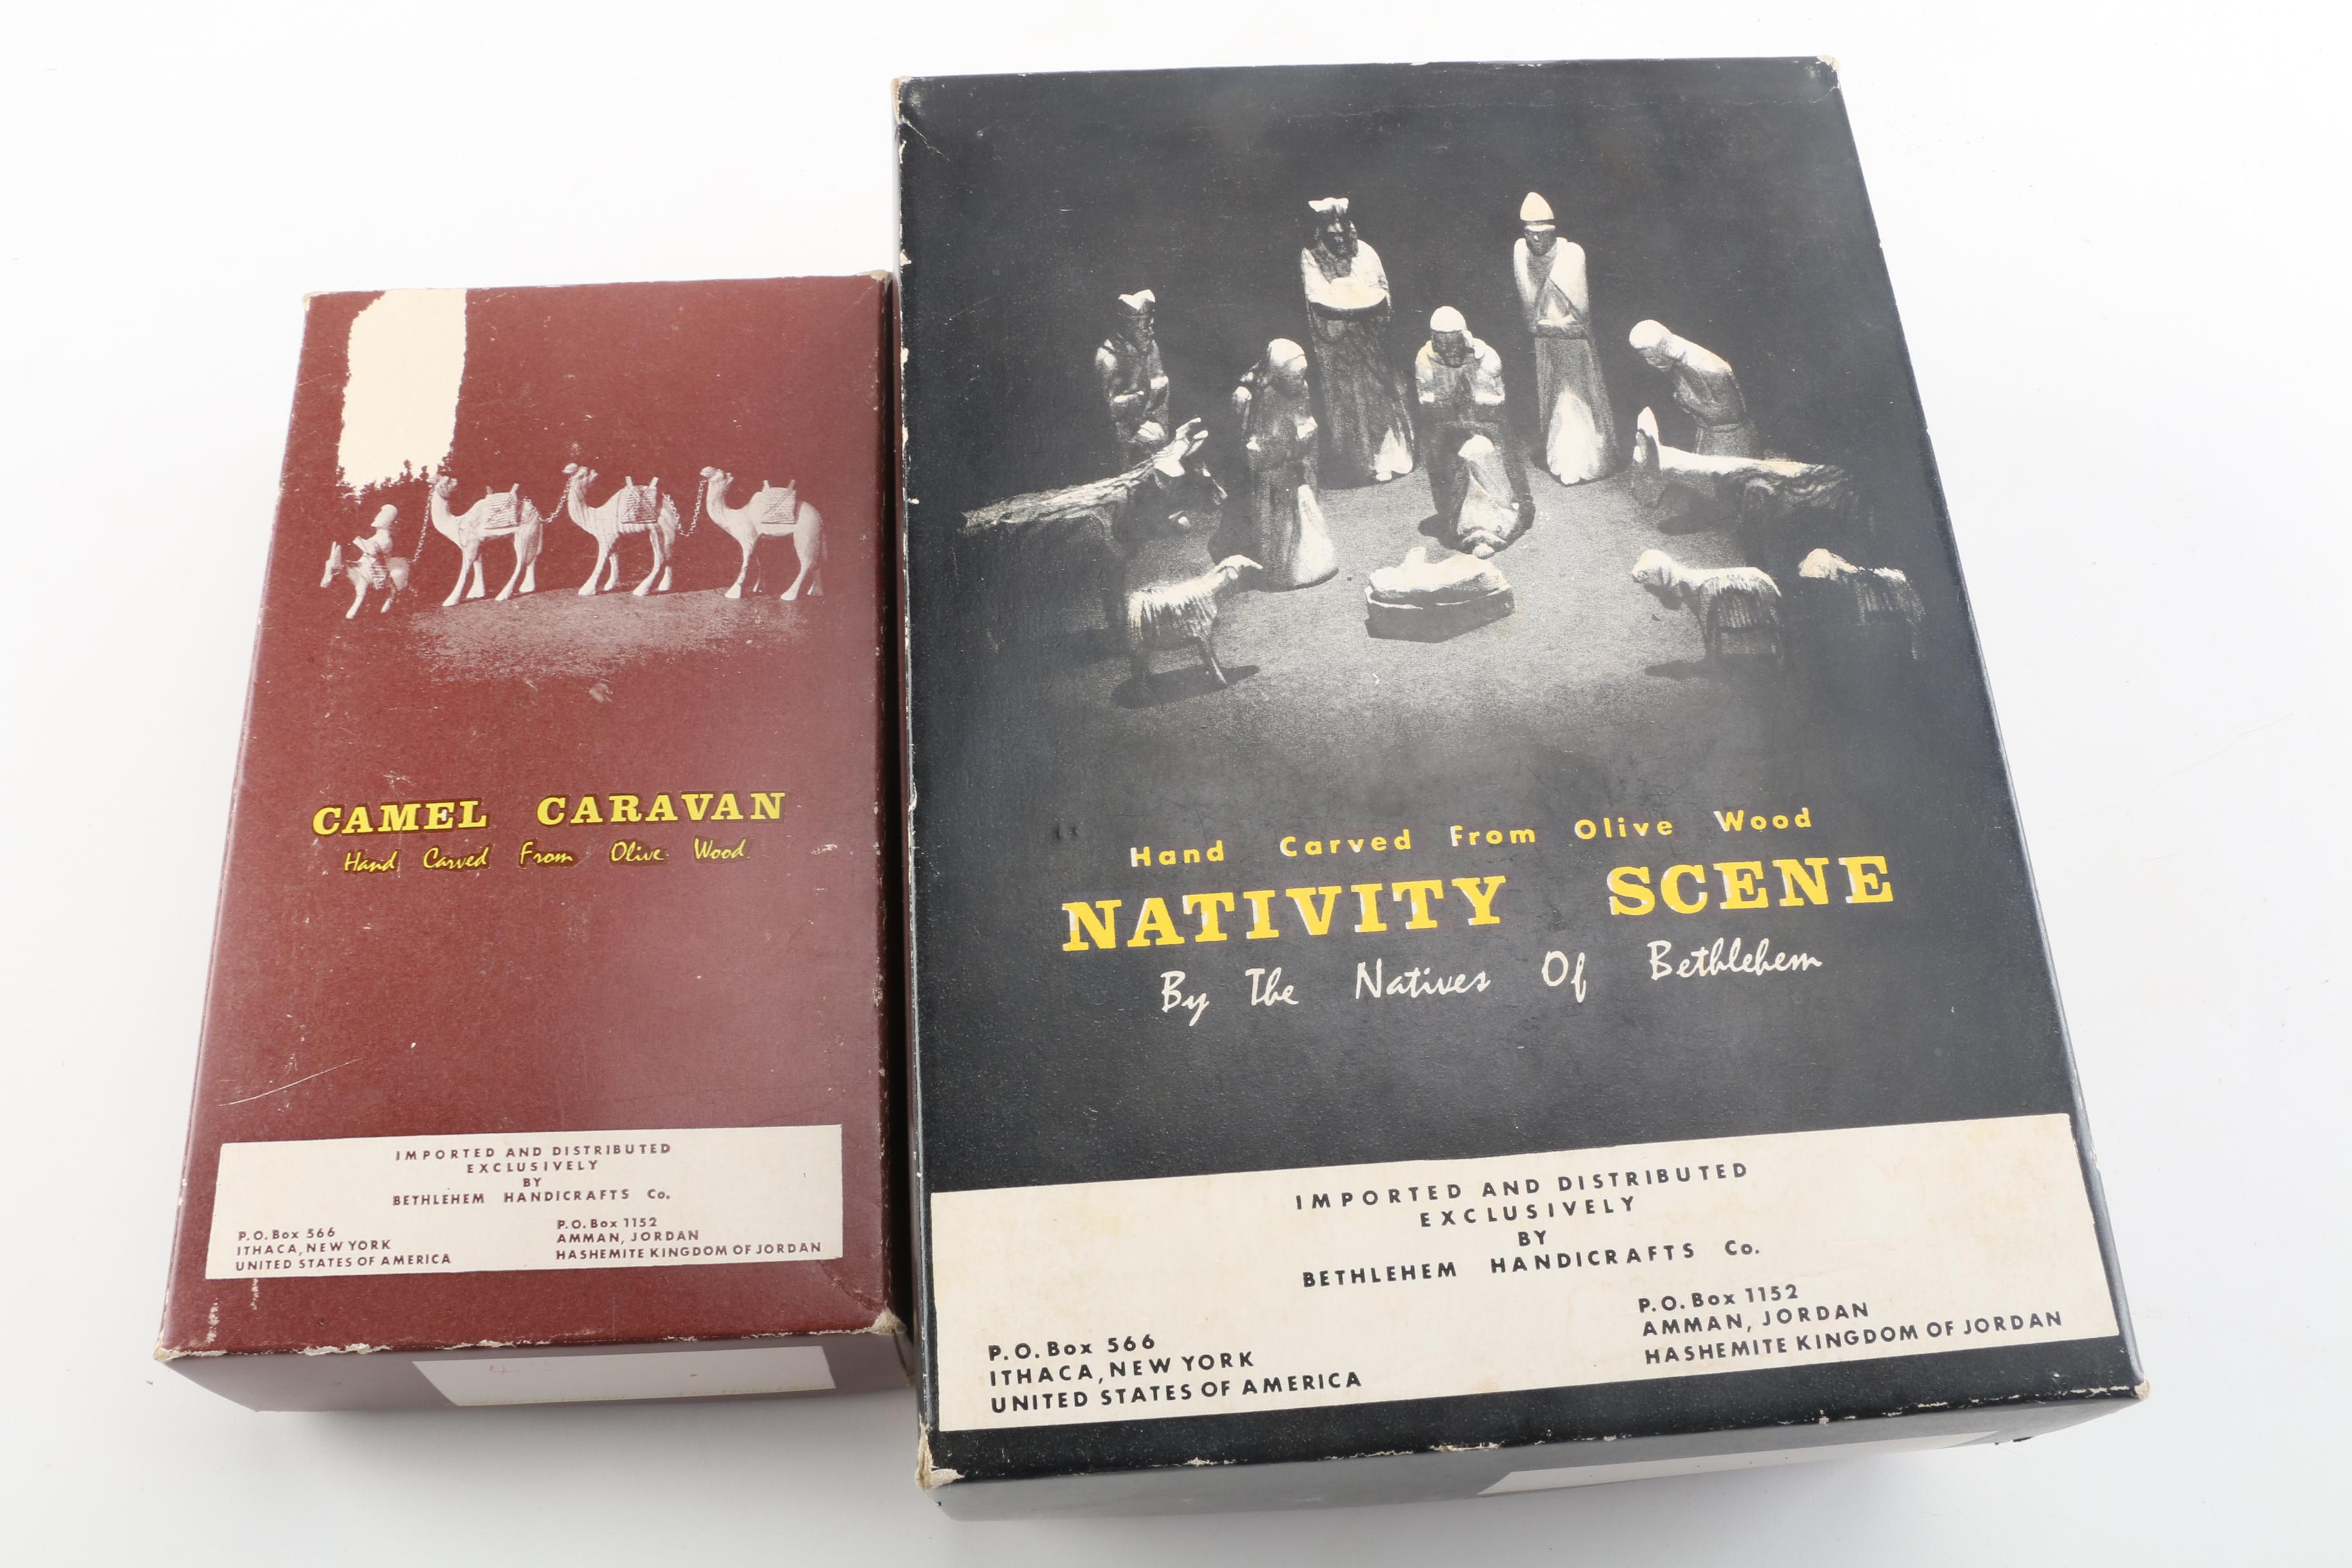 CAMEL CARAVAN
Hand Carved From Olive Wood
IMPORTED AND DISTRIBUTED
EXCLUSIVELY
BY
BETHLEHEM HANDICRAFTS Co.
P.O. Box 566
ITHACA, NEW YORK
UNITED STATES OF AMERICA
P.O. Box 1152
AMMAN, JORDAN
HASHEMITE KINGDOM OF JORDAN
Hand Carved From Olive Wood
NATIVITY SCENE
By The Natives Of Bethlehem
IMPORTED AND DISTRIBUTED
EXCLUSIVELY
BY
BETHLEHEM HANDICRAFTS Co.
P.O. Box 566
ITHACA, NEW YORK
UNITED STATES OF AMERICA
P.O. Box 1152
AMMAN, JORDAN
HASHEMITE KINGDOM OF JORDAN